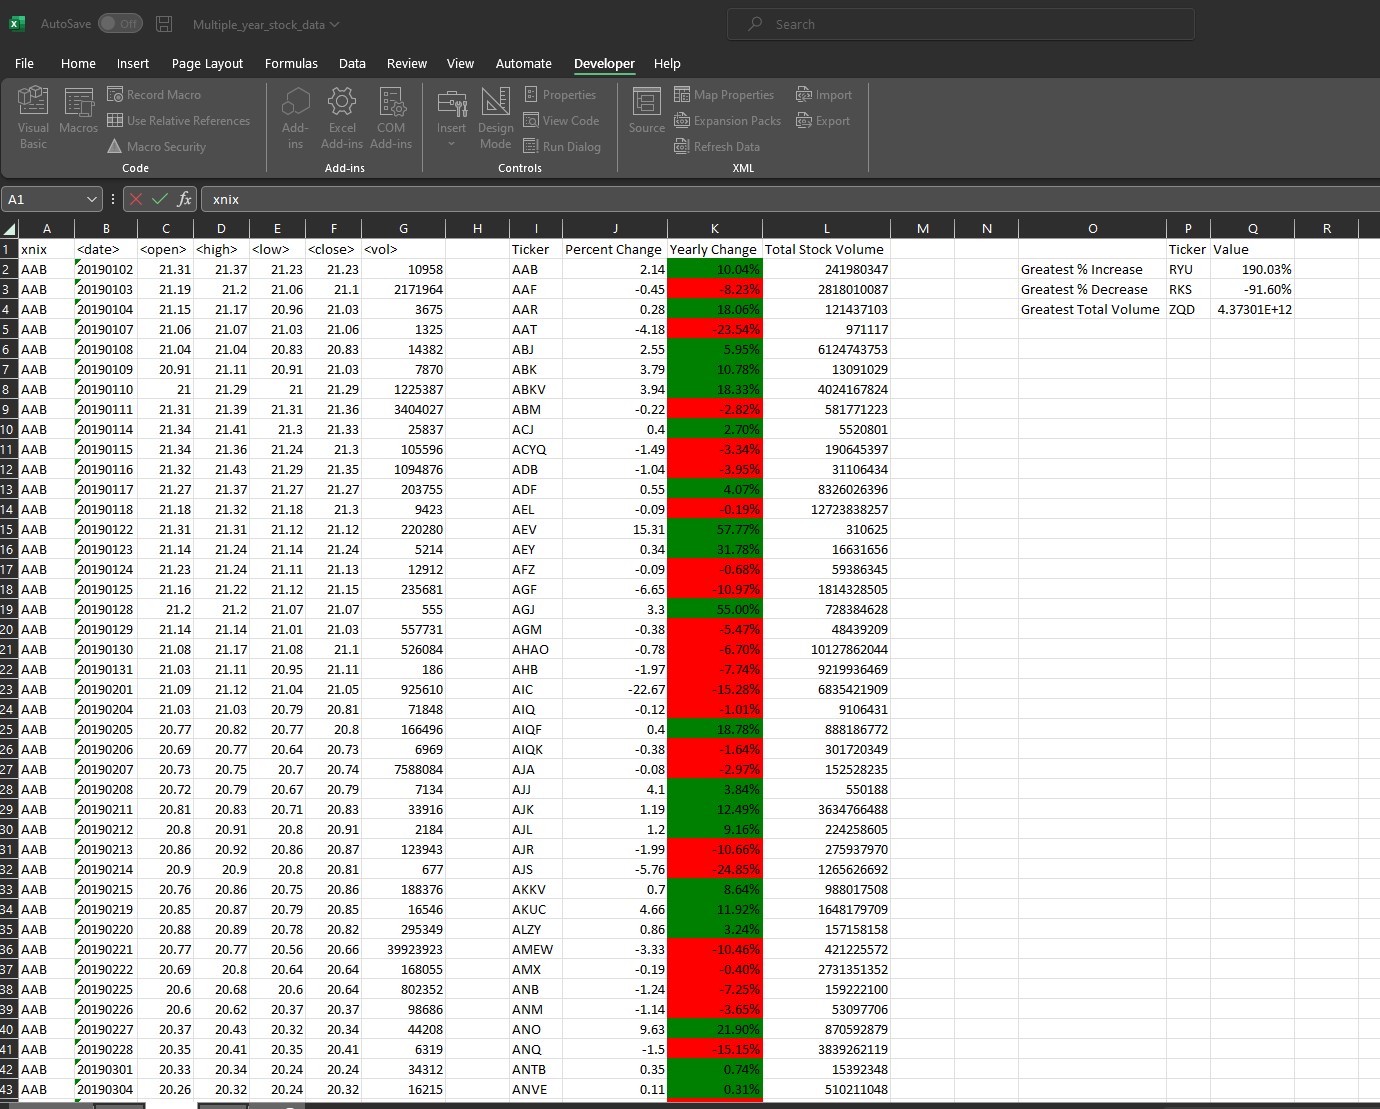 AutoSave Off Multiple_year_stock_data Search
File Home Insert Page Layout Formulas Data Review View Automate Developer Help
Visual Basic
Macros
Record Macro
Use Relative References
Macro Security
Code
Add-ins
Excel Add-ins
COM Add-ins
Add-ins
Insert
Design Mode
Properties
View Code
Run Dialog
Controls
Source
Map Properties
Expansion Packs
Refresh Data
Import
Export
XML
A1 fx xnix
A B C D E F G H I J K L M N O P Q R
1 xnix <date> <open> <high> <low> <close> <vol> Ticker Percent Change Yearly Change Total Stock Volume Ticker Value
2 AAB 20190102 21.31 21.37 21.23 21.23 10958 AAB 2.14 10.04% 241980347 Greatest % Increase RYU 190.03%
3 AAB 20190103 21.19 21.2 21.06 21.1 2171964 AAF -0.45 -8.23% 2818010087 Greatest % Decrease RKS -91.60%
4 AAB 20190104 21.15 21.17 20.96 21.03 3675 AAR 0.28 18.06% 121437103 Greatest Total Volume ZQD 4.37301E+12
5 AAB 20190107 21.06 21.07 21.03 21.06 1325 AAT -4.18 -23.54% 971117
6 AAB 20190108 21.04 21.04 20.83 20.83 14382 ABJ 2.55 5.95% 6124743753
7 AAB 20190109 20.91 21.11 20.91 21.03 7870 ABK 3.79 10.78% 13091029
8 AAB 20190110 21 21.29 21 21.29 1225387 ABKV 3.94 18.33% 4024167824
9 AAB 20190111 21.31 21.39 21.31 21.36 3404027 ABM -0.22 -2.82% 581771223
10 AAB 20190114 21.34 21.41 21.3 21.33 25837 ACJ 0.4 2.70% 5520801
11 AAB 20190115 21.34 21.36 21.24 21.3 105596 ACYQ -1.49 -3.34% 190645397
12 AAB 20190116 21.32 21.43 21.29 21.35 1094876 ADB -1.04 -3.95% 31106434
13 AAB 20190117 21.27 21.37 21.27 21.27 203755 ADF 0.55 4.07% 8326026396
14 AAB 20190118 21.18 21.32 21.18 21.3 9423 AEL -0.09 -0.19% 12723838257
15 AAB 20190122 21.31 21.31 21.12 21.12 220280 AEV 15.31 57.77% 310625
16 AAB 20190123 21.14 21.24 21.14 21.24 5214 AEY 0.34 31.78% 16631656
17 AAB 20190124 21.23 21.24 21.11 21.13 12912 AFZ -0.09 -0.68% 59386345
18 AAB 20190125 21.16 21.22 21.12 21.15 235681 AGF -6.65 -10.97% 1814328505
19 AAB 20190128 21.2 21.2 21.07 21.07 555 AGJ 3.3 55.00% 728384628
20 AAB 20190129 21.14 21.14 21.01 21.03 557731 AGM -0.38 -5.47% 48439209
21 AAB 20190130 21.08 21.17 21.08 21.1 526084 AHAO -0.78 -6.70% 10127862044
22 AAB 20190131 21.03 21.11 20.95 21.11 186 AHB -1.97 -7.74% 9219936469
23 AAB 20190201 21.09 21.12 21.04 21.05 925610 AIC -22.67 -15.28% 6835421909
24 AAB 20190204 21.03 21.03 20.79 20.81 71848 AIQ -0.12 -1.01% 9106431
25 AAB 20190205 20.77 20.82 20.77 20.8 166496 AIQF 0.4 18.78% 888186772
26 AAB 20190206 20.69 20.77 20.64 20.73 6969 AIQK -0.38 -1.64% 301720349
27 AAB 20190207 20.73 20.75 20.7 20.74 7588084 AJA -0.08 -2.97% 152528235
28 AAB 20190208 20.72 20.79 20.67 20.79 7134 AJJ 4.1 3.84% 550188
29 AAB 20190211 20.81 20.83 20.71 20.83 33916 AJK 1.19 12.49% 3634766488
30 AAB 20190212 20.8 20.91 20.8 20.91 2184 AJL 1.2 9.16% 224258605
31 AAB 20190213 20.86 20.92 20.86 20.87 123943 AJR -1.99 -10.66% 275937970
32 AAB 20190214 20.9 20.9 20.8 20.81 677 AJS -5.76 -24.85% 1265626692
33 AAB 20190215 20.76 20.86 20.75 20.86 188376 AKKV 0.7 8.64% 988017508
34 AAB 20190219 20.85 20.87 20.79 20.85 16546 AKUC 4.66 11.92% 1648179709
35 AAB 20190220 20.88 20.89 20.78 20.82 295349 ALZY 0.86 3.24% 157158158
36 AAB 20190221 20.77 20.77 20.56 20.66 39923923 AMEW -3.33 -10.46% 421225572
37 AAB 20190222 20.69 20.8 20.64 20.64 168055 AMX -0.19 -0.40% 2731351352
38 AAB 20190225 20.6 20.68 20.6 20.64 802352 ANB -1.24 -7.25% 159222100
39 AAB 20190226 20.6 20.62 20.37 20.37 98686 ANM -1.14 -3.65% 53097706
40 AAB 20190227 20.37 20.43 20.32 20.34 44208 ANO 9.63 21.90% 870592879
41 AAB 20190228 20.35 20.41 20.35 20.41 6319 ANQ -1.5 -15.15% 3839262119
42 AAB 20190301 20.33 20.34 20.24 20.24 34312 ANTB 0.35 0.74% 15392348
43 AAB 20190304 20.26 20.32 20.24 20.32 16215 ANVE 0.11 0.31% 510211048